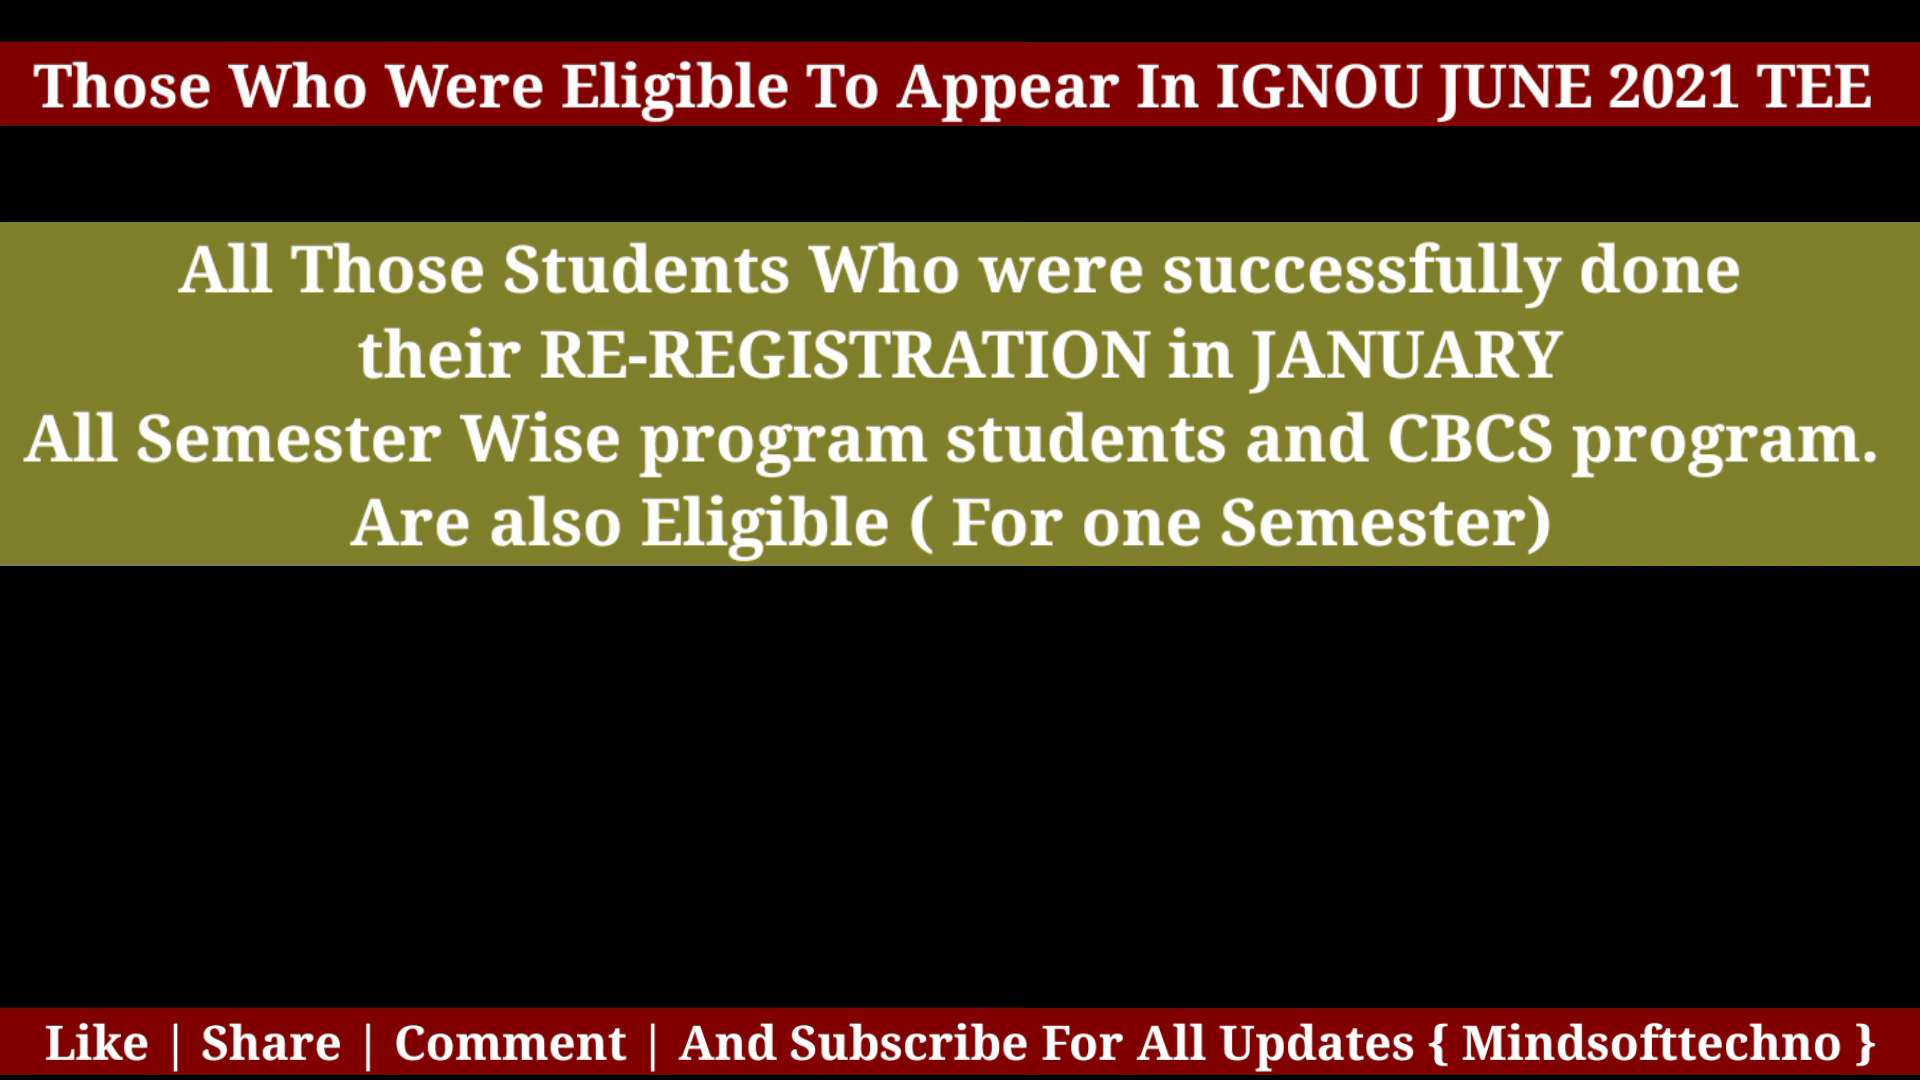 Those Who Were Eligible To Appear In IGNOU JUNE 2021 TEE
All Those Students Who were successfully done
their RE-REGISTRATION in JANUARY
All Semester Wise program students and CBCS program.
Are also Eligible ( For one Semester)
Like | Share | Comment | And Subscribe For All Updates { Mindsofttechno }